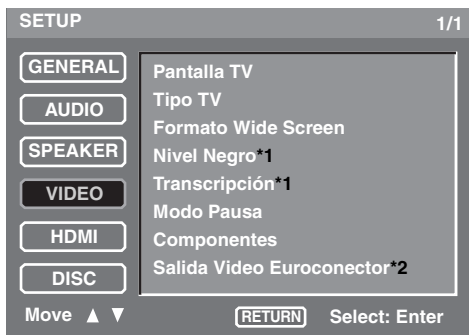 SETUP 1/1
GENERAL
AUDIO
SPEAKER
VIDEO
HDMI
DISC
Pantalla TV
Tipo TV
Formato Wide Screen
Nivel Negro*1
Transcripción*1
Modo Pausa
Componentes
Salida Video Euroconector*2
Move ▲ ▼ RETURN Select: Enter